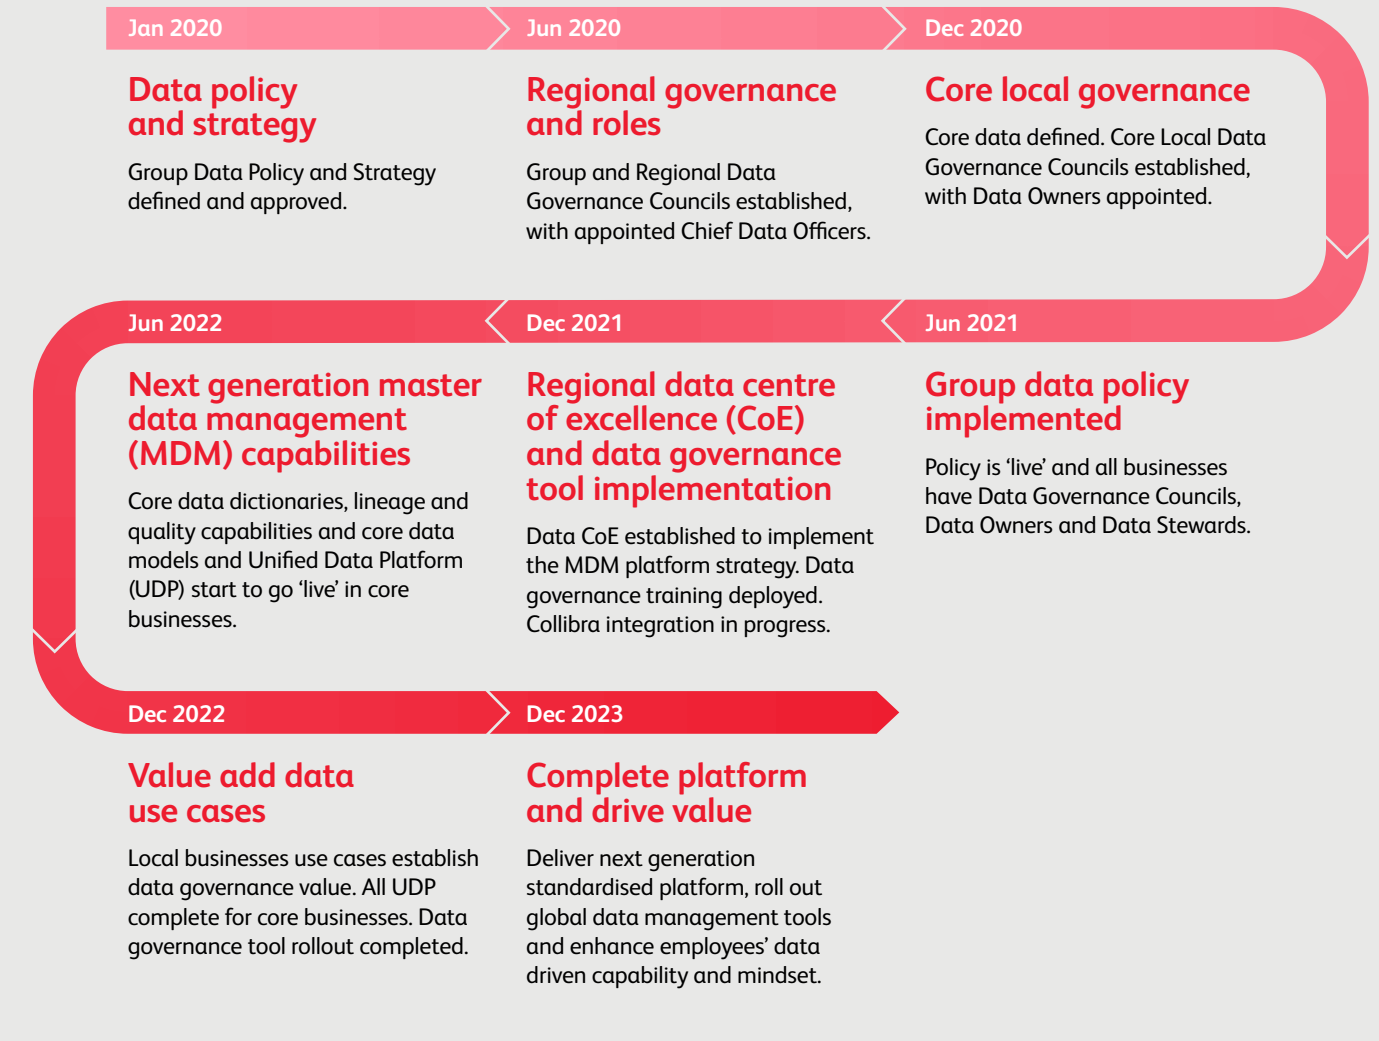 Jan 2020
Data policy
and strategy
Group Data Policy and Strategy
defined and approved.
Jun 2020
Regional governance
and roles
Group and Regional Data
Governance Councils established,
with appointed Chief Data Officers.
Dec 2020
Core local governance
Core data defined. Core Local Data
Governance Councils established,
with Data Owners appointed.
Jun 2021
Group data policy
implemented
Policy is ‘live’ and all businesses
have Data Governance Councils,
Data Owners and Data Stewards.
Dec 2021
Regional data centre
of excellence (CoE)
and data governance
tool implementation
Data CoE established to implement
the MDM platform strategy. Data
governance training deployed.
Collibra integration in progress.
Jun 2022
Next generation master
data management
(MDM) capabilities
Core data dictionaries, lineage and
quality capabilities and core data
models and Unified Data Platform
(UDP) start to go ‘live’ in core
businesses.
Dec 2022
Value add data
use cases
Local businesses use cases establish
data governance value. All UDP
complete for core businesses. Data
governance tool rollout completed.
Dec 2023
Complete platform
and drive value
Deliver next generation
standardised platform, roll out
global data management tools
and enhance employees’ data
driven capability and mindset.